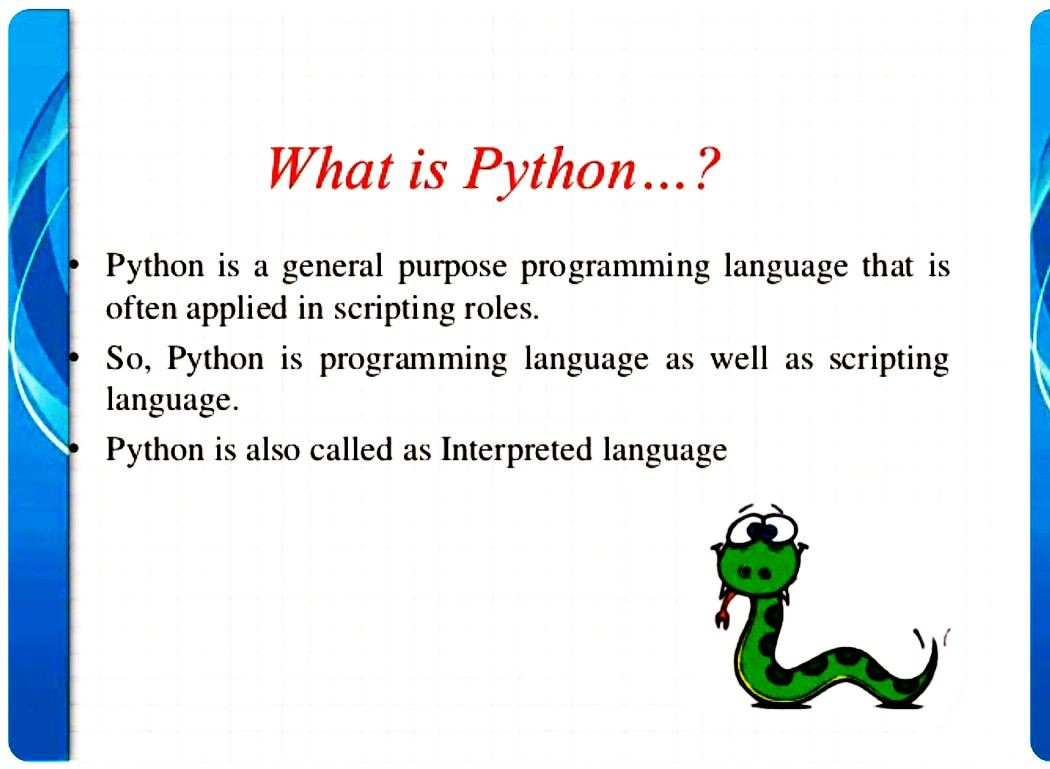 What is Python...?
• Python is a general purpose programming language that is
often applied in scripting roles.
• So, Python is programming language as well as scripting
language.
• Python is also called as Interpreted language